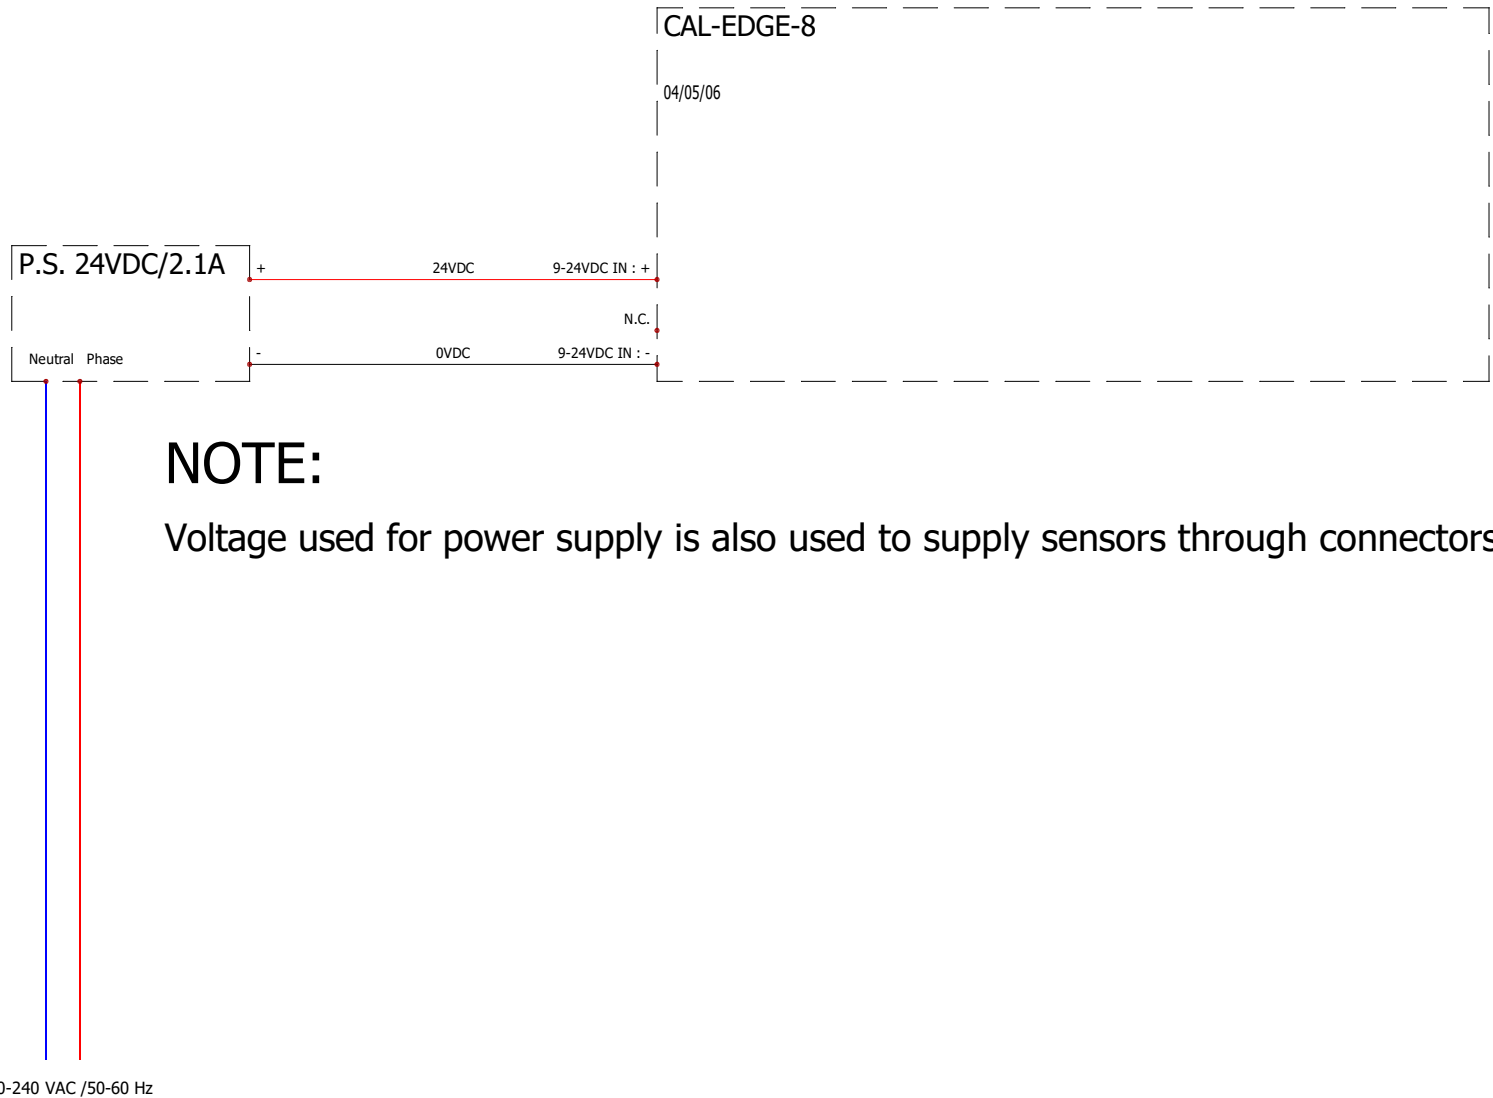 CAL-EDGE-8
04/05/06
P.S. 24VDC/2.1A
+ 24VDC 9-24VDC IN : +
N.C.
Neutral Phase
- 0VDC 9-24VDC IN : -
NOTE:
Voltage used for power supply is also used to supply sensors through connectors
0-240 VAC /50-60 Hz